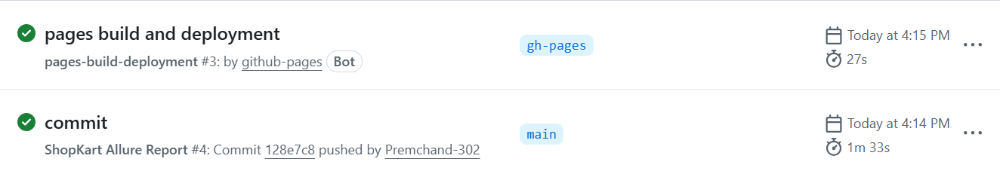 pages build and deployment
pages-build-deployment #3: by github-pages Bot
gh-pages
Today at 4:15 PM
27s
commit
ShopKart Allure Report #4: Commit 128e7c8 pushed by Premchand-302
main
Today at 4:14 PM
1m 33s